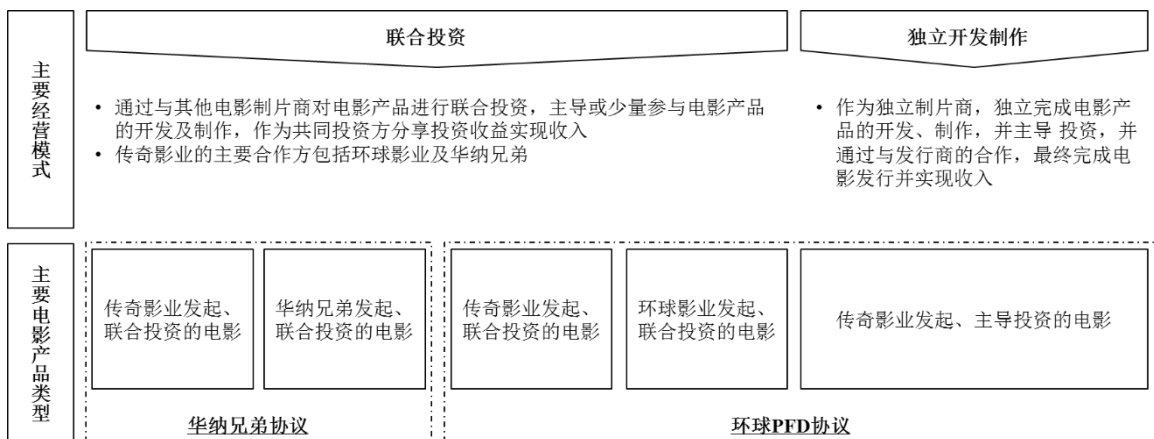 主要经营模式
联合投资
独立开发制作
• 通过与其他电影制片商对电影产品进行联合投资，主导或少量参与电影产品
的开发及制作，作为共同投资方分享投资收益实现收入
• 传奇影业的主要合作方包括环球影业及华纳兄弟
• 作为独立制片商，独立完成电影产
品的开发、制作，并主导 投资，并
通过与发行商的合作，最终完成电
影发行并实现收入
主要电影产品类型
传奇影业发起、
联合投资的电影
华纳兄弟发起、
联合投资的电影
传奇影业发起、
联合投资的电影
环球影业发起、
联合投资的电影
传奇影业发起、主导投资的电影
华纳兄弟协议
环球PFD协议